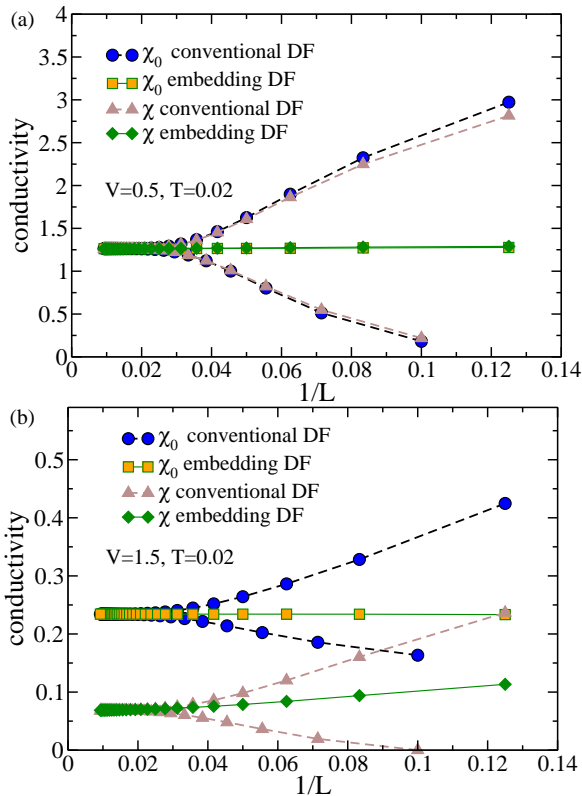 (a)
4
3.5
3
2.5
2
1.5
1
0.5
0
conductivity
χ₀ conventional DF
χ₀ embedding DF
χ conventional DF
χ embedding DF
V=0.5, T=0.02
0 0.02 0.04 0.06 0.08 0.1 0.12 0.14
1/L
(b)
0.5
0.4
0.3
0.2
0.1
0
conductivity
χ₀ conventional DF
χ₀ embedding DF
χ conventional DF
χ embedding DF
V=1.5, T=0.02
0 0.02 0.04 0.06 0.08 0.1 0.12 0.14
1/L